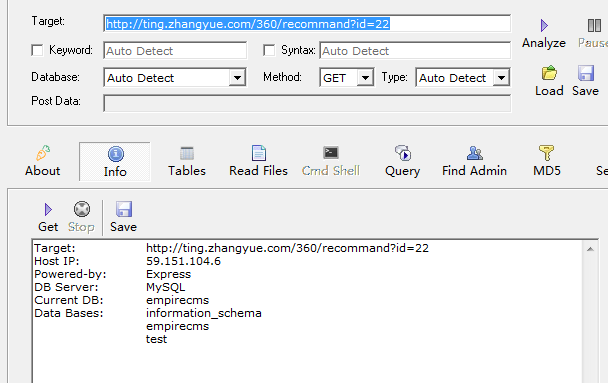 Target: http://ting.zhangyue.com/360/recommand?id=22
Analyze Pause
Keyword: Auto Detect Syntax: Auto Detect
Database: Auto Detect Method: GET Type: Auto Detect
Load Save
Post Data:
About Info Tables Read Files Cmd Shell Query Find Admin MD5
Get Stop Save
Target: http://ting.zhangyue.com/360/recommand?id=22
Host IP: 59.151.104.6
Powered-by: Express
DB Server: MySQL
Current DB: empirecms
Data Bases: information_schema
empirecms
test